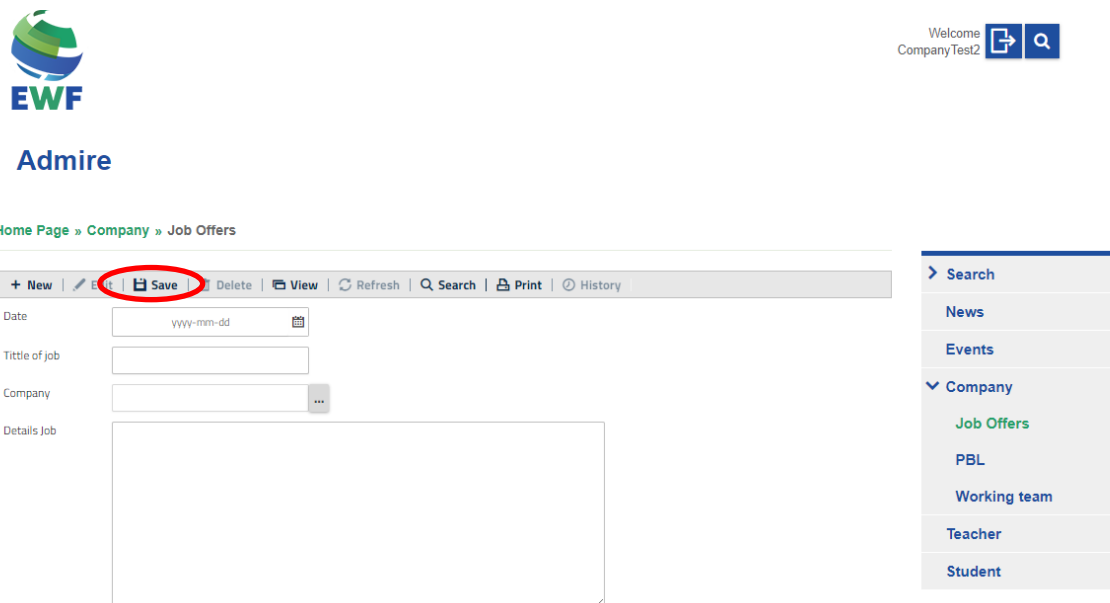 EWF
Welcome
CompanyTest2
Admire
Home Page » Company » Job Offers
+ New | Edit | Save | Delete | View | Refresh | Search | Print | History
Date
yyyy-mm-dd
Tittle of job
Company
...
Details Job
Search
News
Events
Company
Job Offers
PBL
Working team
Teacher
Student